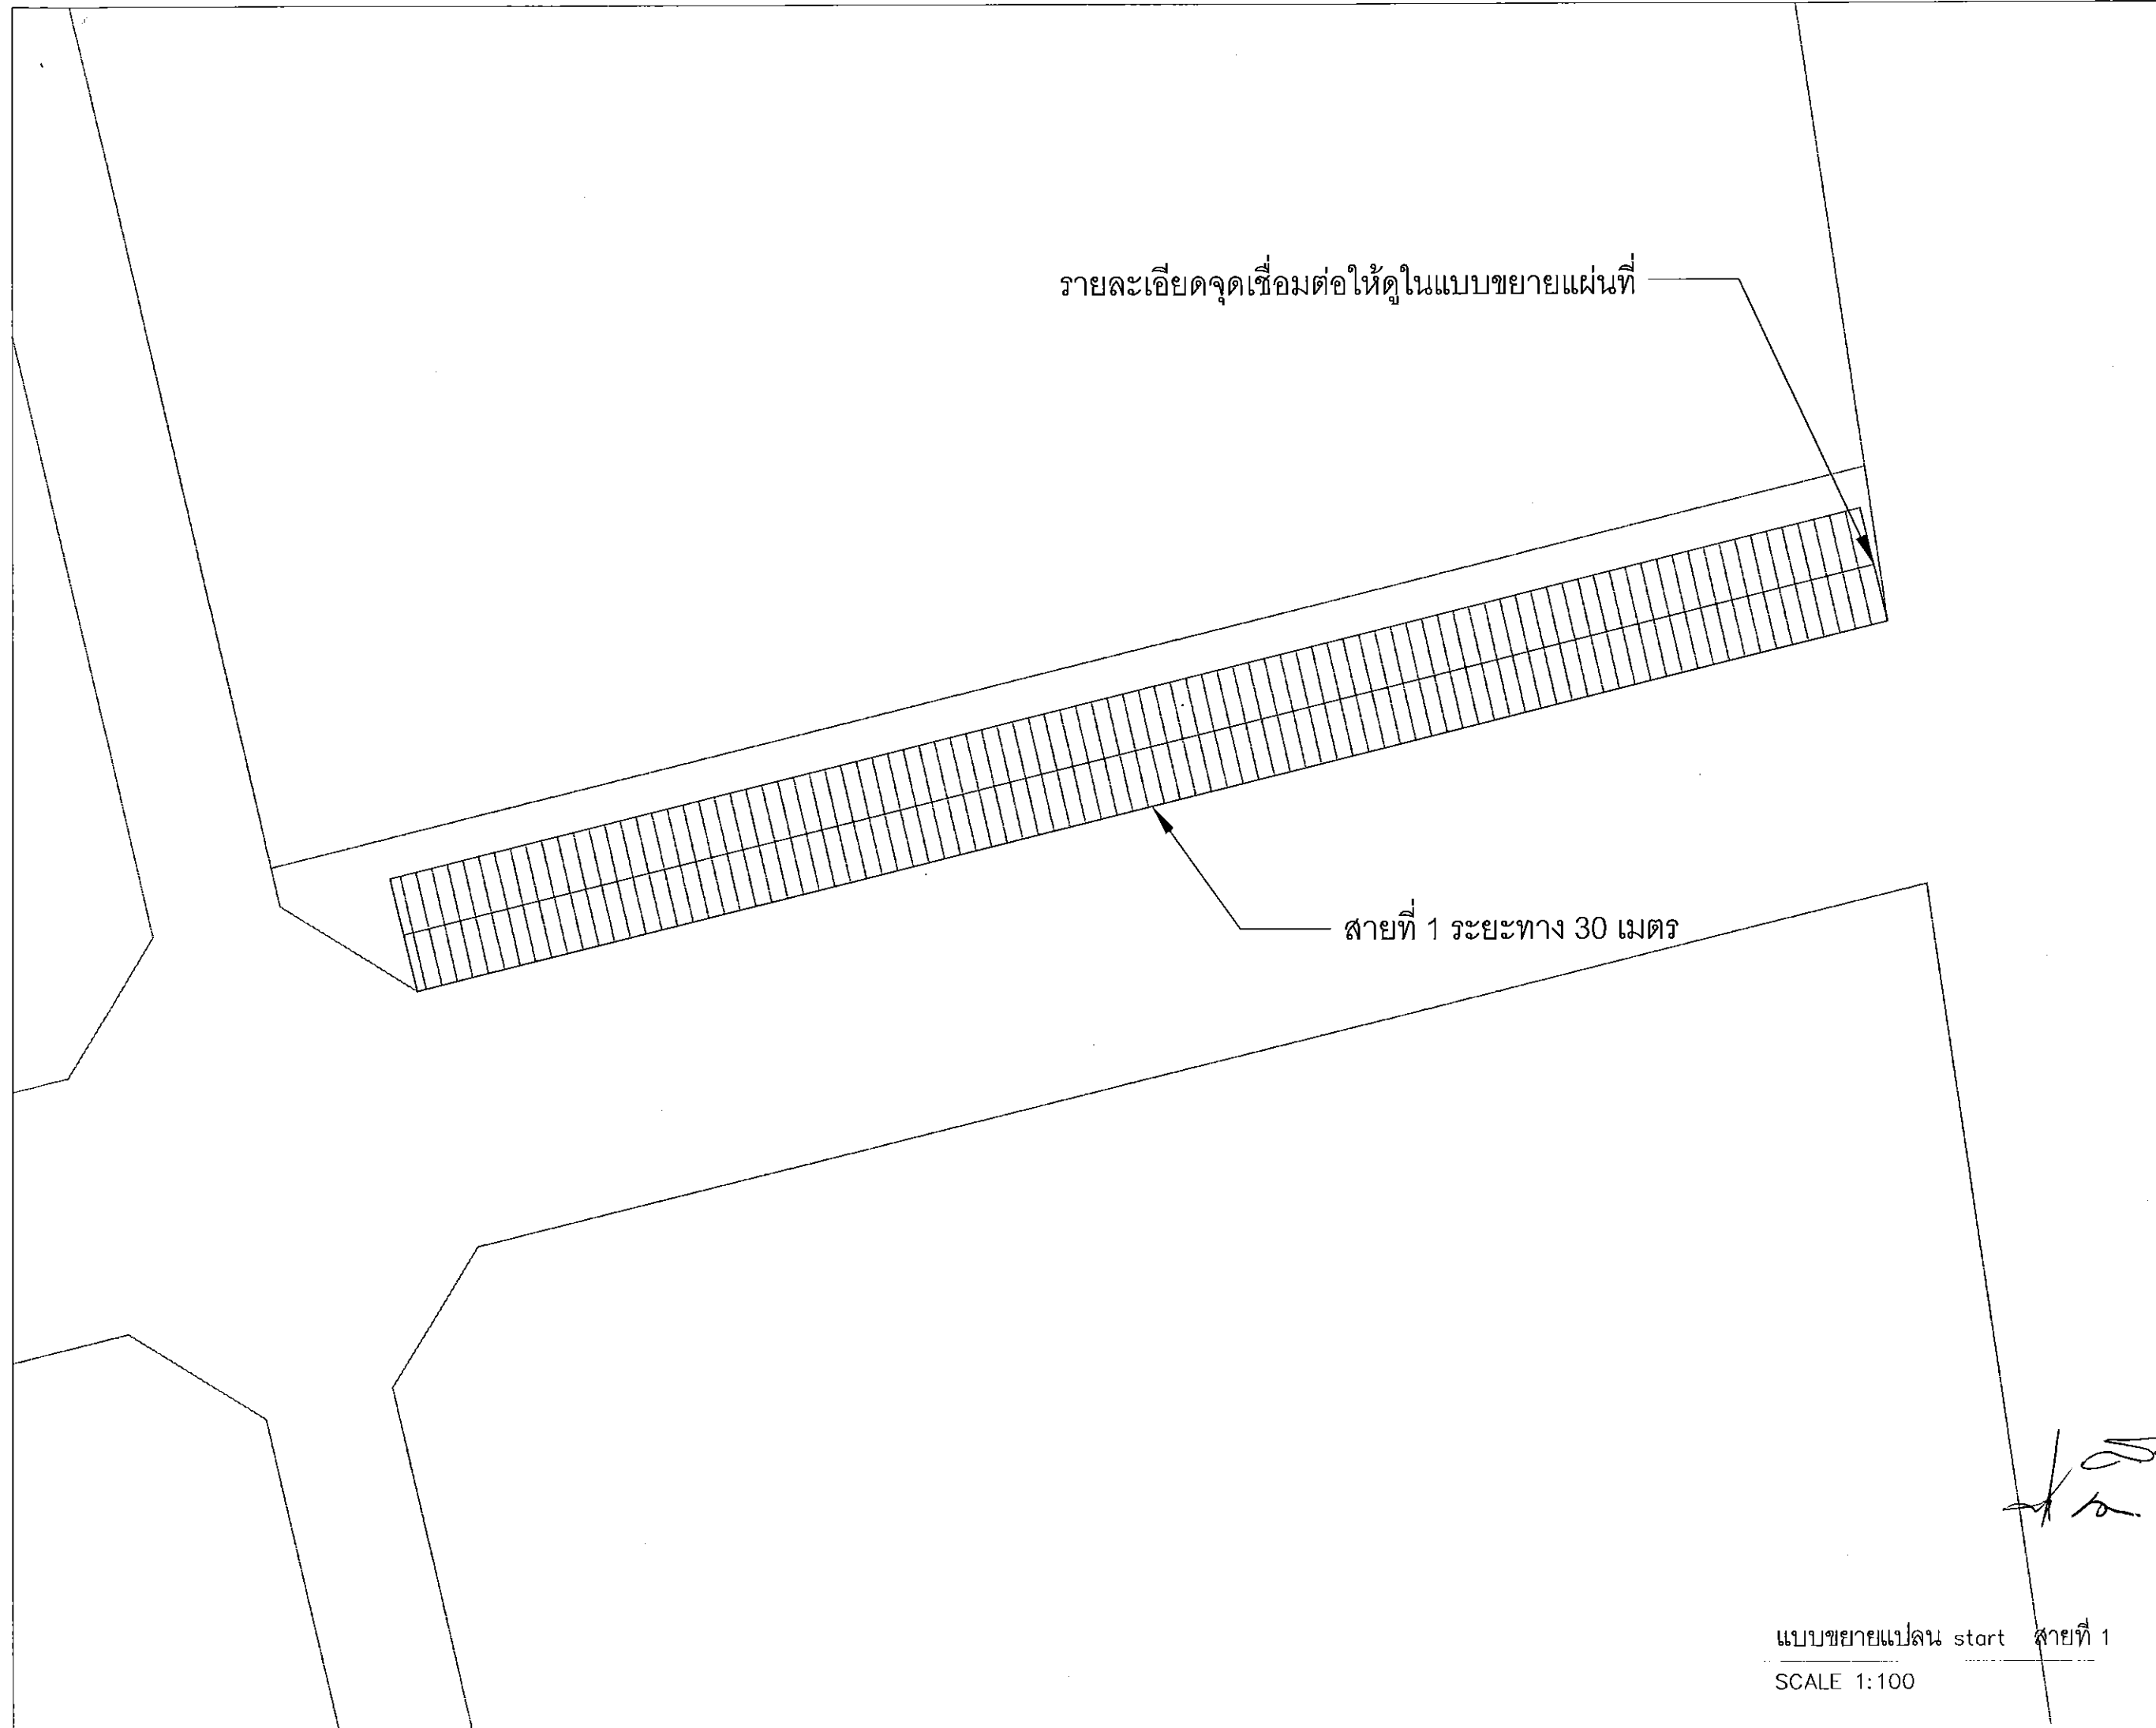 รายละเอียดจุดเชื่อมต่อให้ดูในแบบขยายแผ่นที่
สายที่ 1 ระยะทาง 30 เมตร
แบบขยายแปลน start สายที่ 1
SCALE 1:100